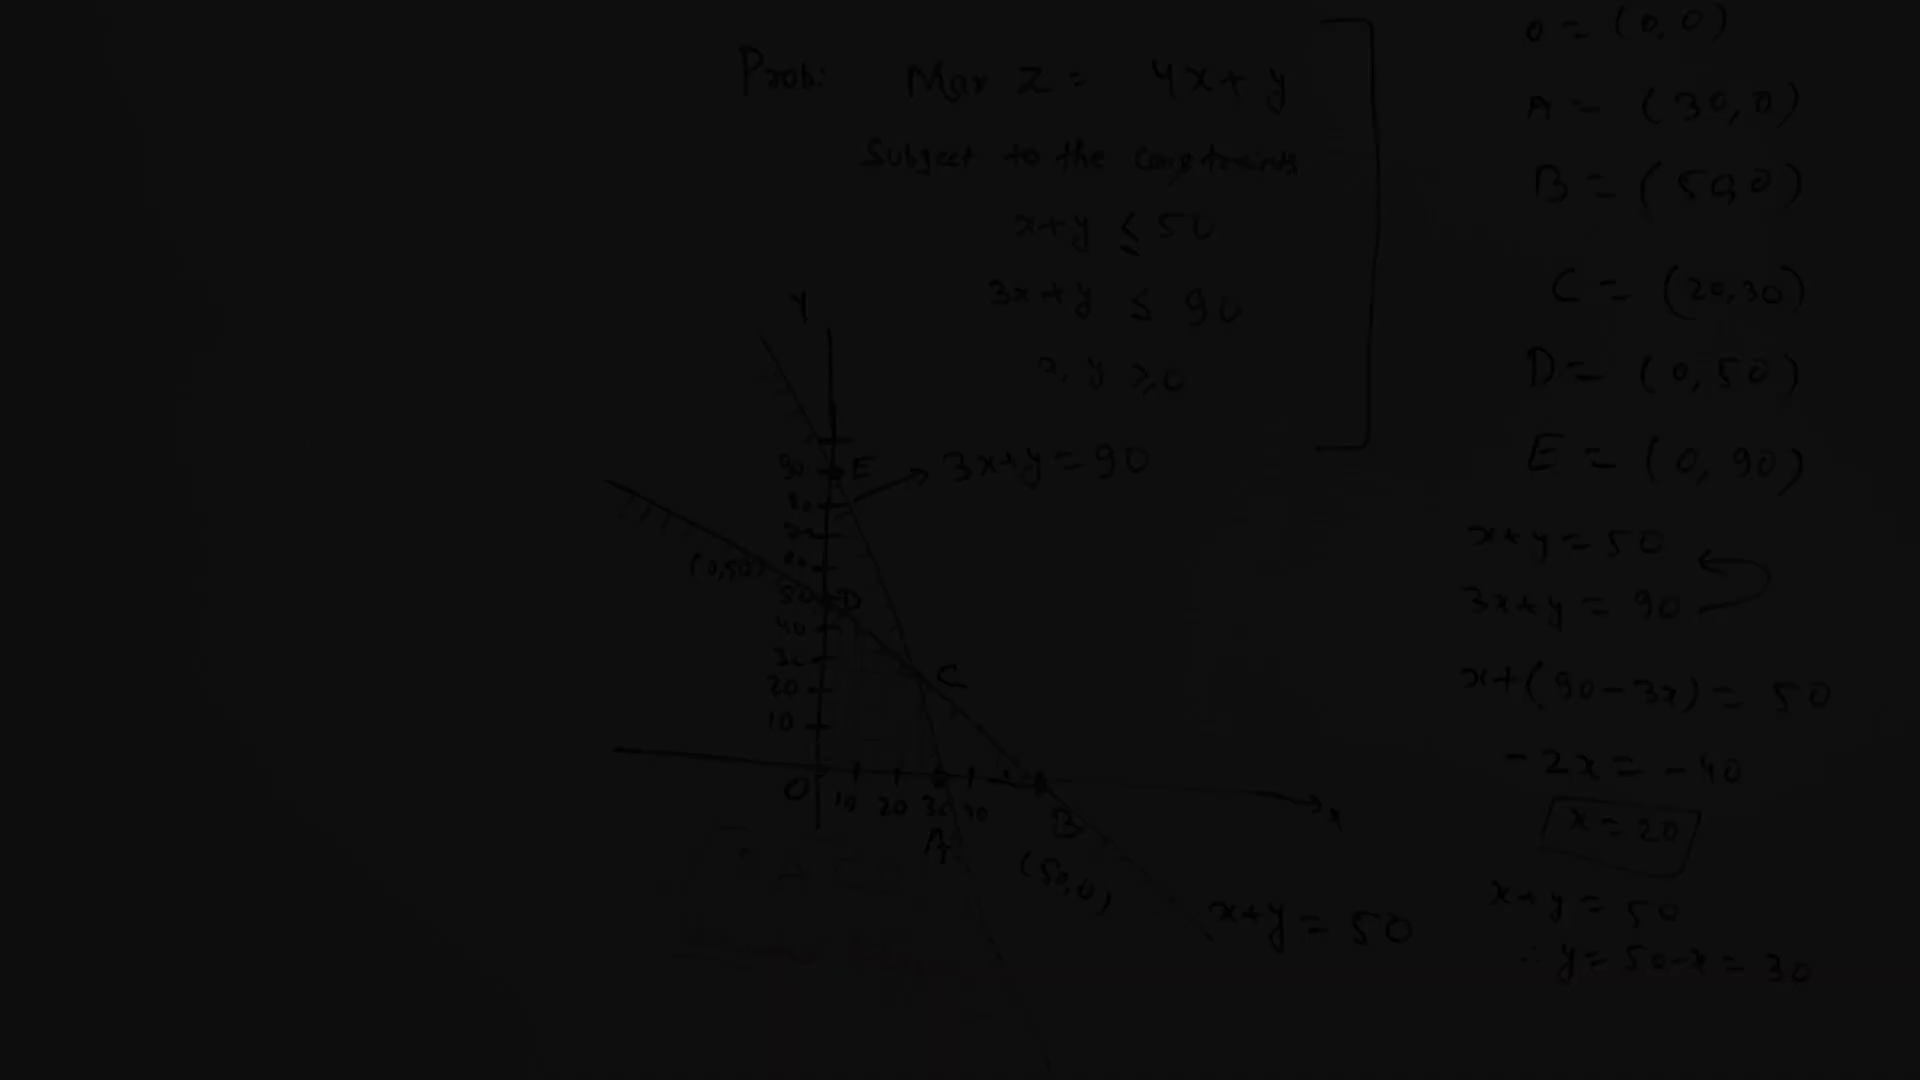 Prob: Max Z = 4x + y
Subject to the constraints
x+y ≤ 50
3x+y ≤ 90
x, y ≥ 0
Y
90 E
3x+y = 90
80
(0,50)
50 D
40
30
20
10
C
O 10 20 30 40
A
B
(50,0)
x
x+y = 50
O = (0,0)
A = (30,0)
B = (50,0)
C = (20,30)
D = (0,50)
E = (0,90)
x+y = 50
3x+y = 90
x+(90-3x) = 50
-2x = -40
x = 20
x+y = 50
∴ y = 50-x = 30